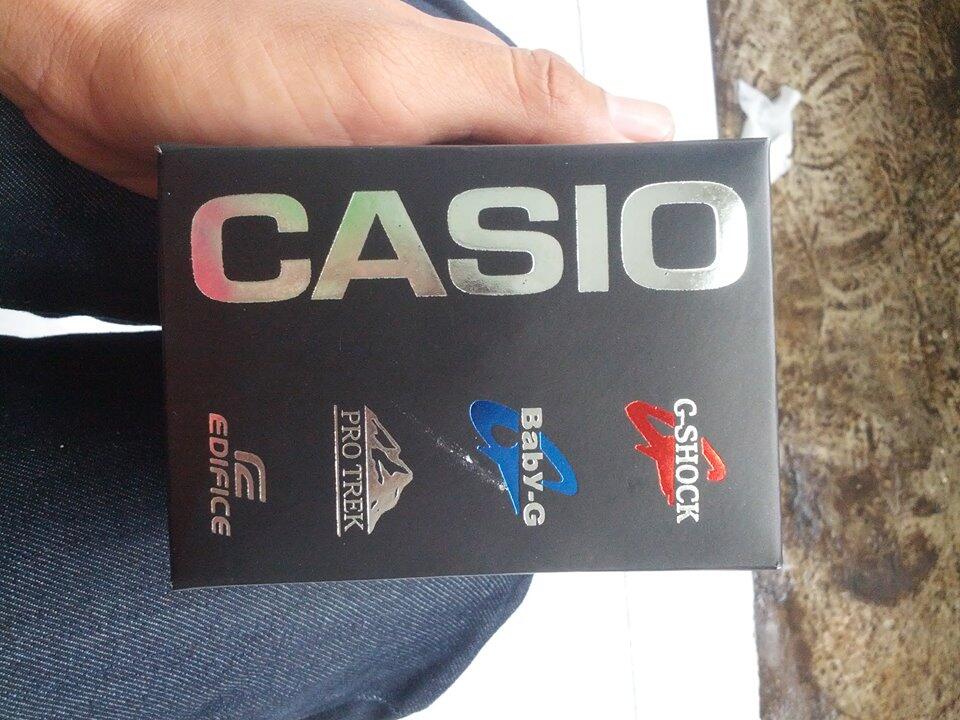 CASIO
G-SHOCK
Baby-G
PRO TREK
EDIFICE